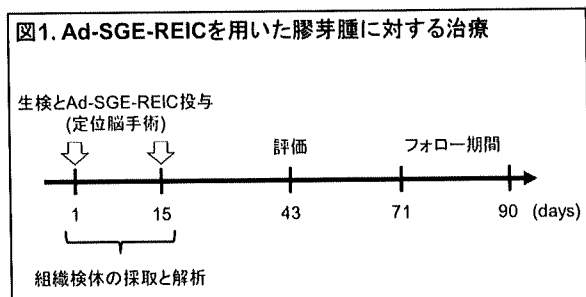 図1. Ad-SGE-REICを用いた膠芽腫に対する治療
生検とAd-SGE-REIC投与
(定位脳手術)
評価
フォロー期間
1 15 43 71 90 (days)
組織検体の採取と解析